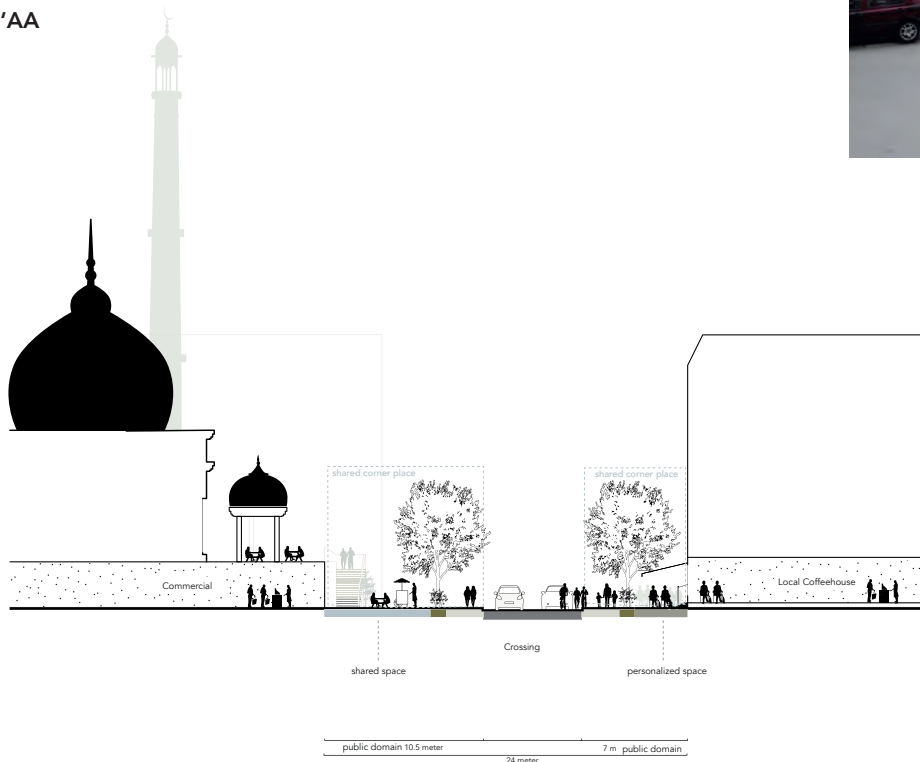 'AA
shared corner place
shared corner place
Commercial
Local Coffeehouse
Crossing
shared space
personalized space
public domain 10.5 meter
7 m public domain
24 meter